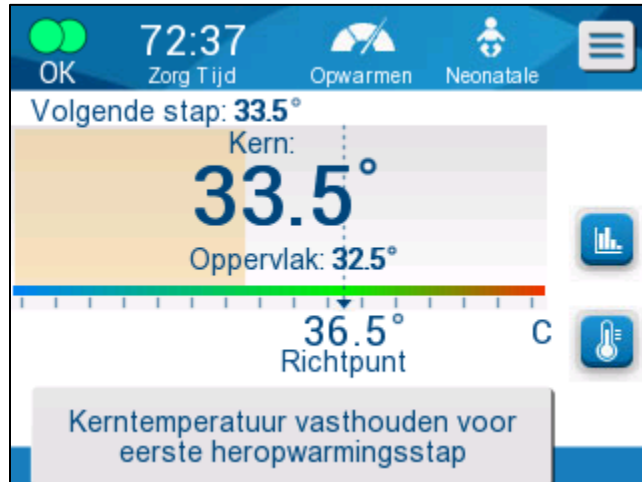 72:37
OK
Zorg Tijd
Opwarmen
Neonatale
Volgende stap: 33.5°
Kern:
33.5°
Oppervlak: 32.5°
36.5°
C
Richtpunt
Kerntemperatuur vasthouden voor
eerste heropwarmingsstap